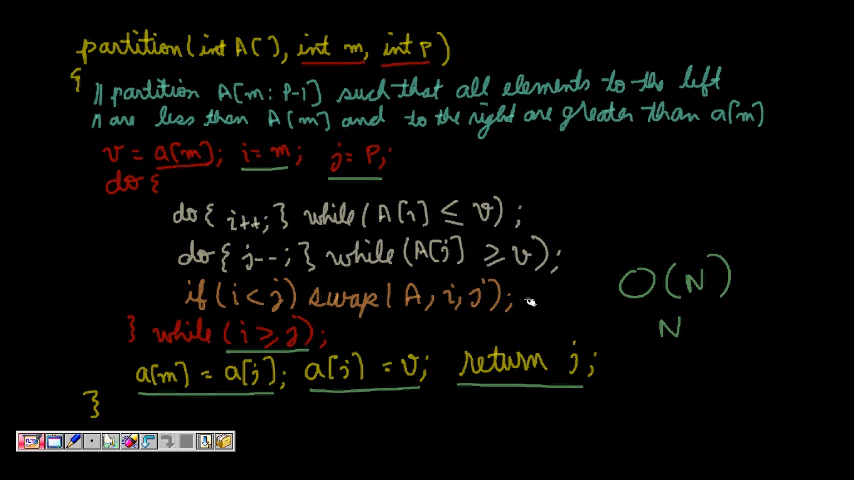 partition(int A[], int m, int P)
{
// partition A[m: P-1] such that all elements to the left
// are less than A[m] and to the right are greater than a[m]
v = a[m]; i = m; j = P;
do {
do { i++; } while (A[i] ≤ v);
do { j--; } while (A[j] ≥ v);
if (i < j) swap(A, i, j);
} while (i ≥ j);
a[m] = a[j]; a[j] = v; return j;
}
O(N)
N